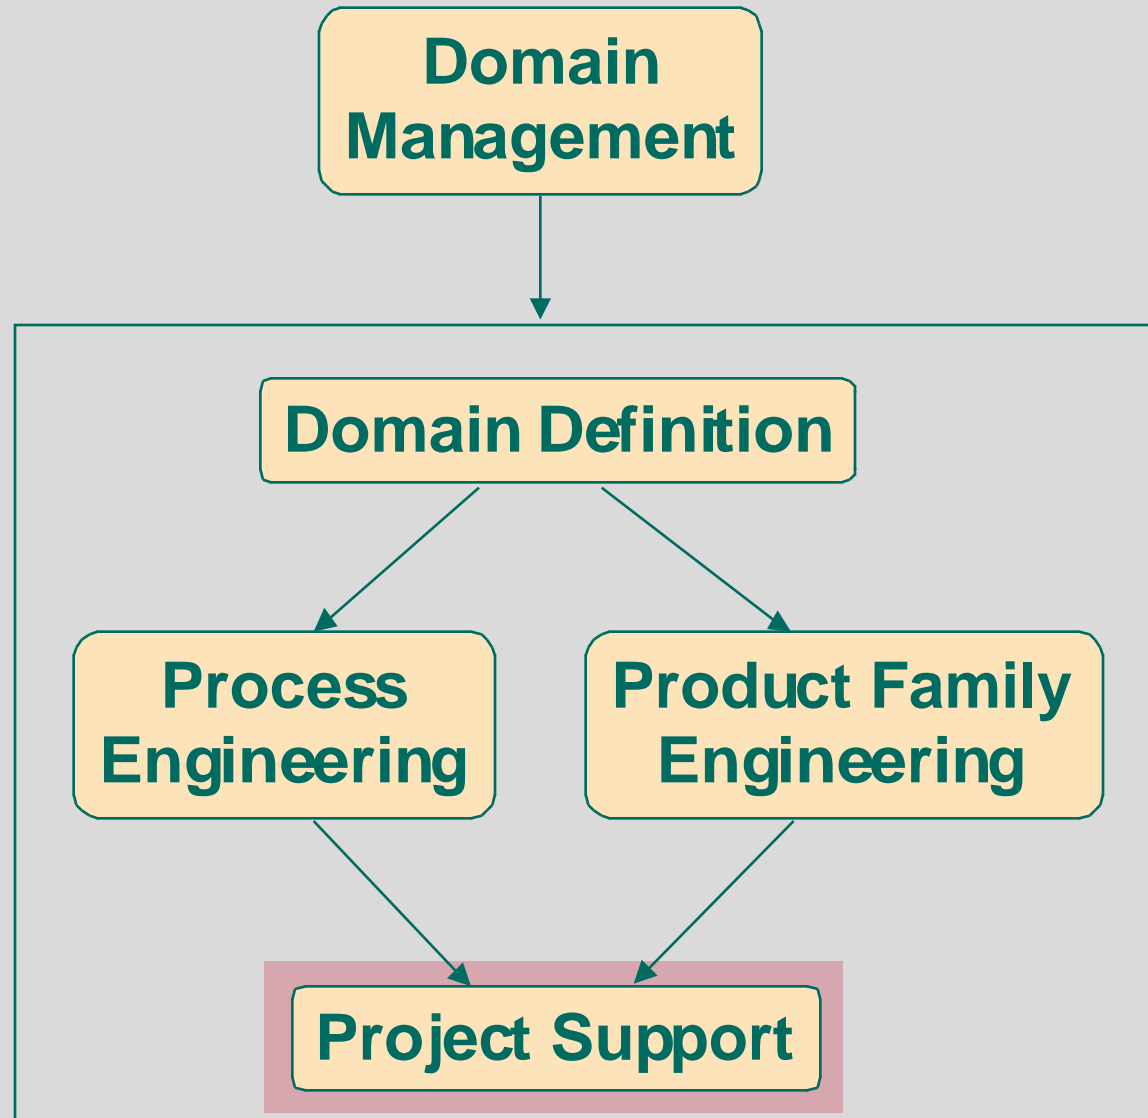 Domain
Management
Domain Definition
Process
Engineering
Product Family
Engineering
Project Support